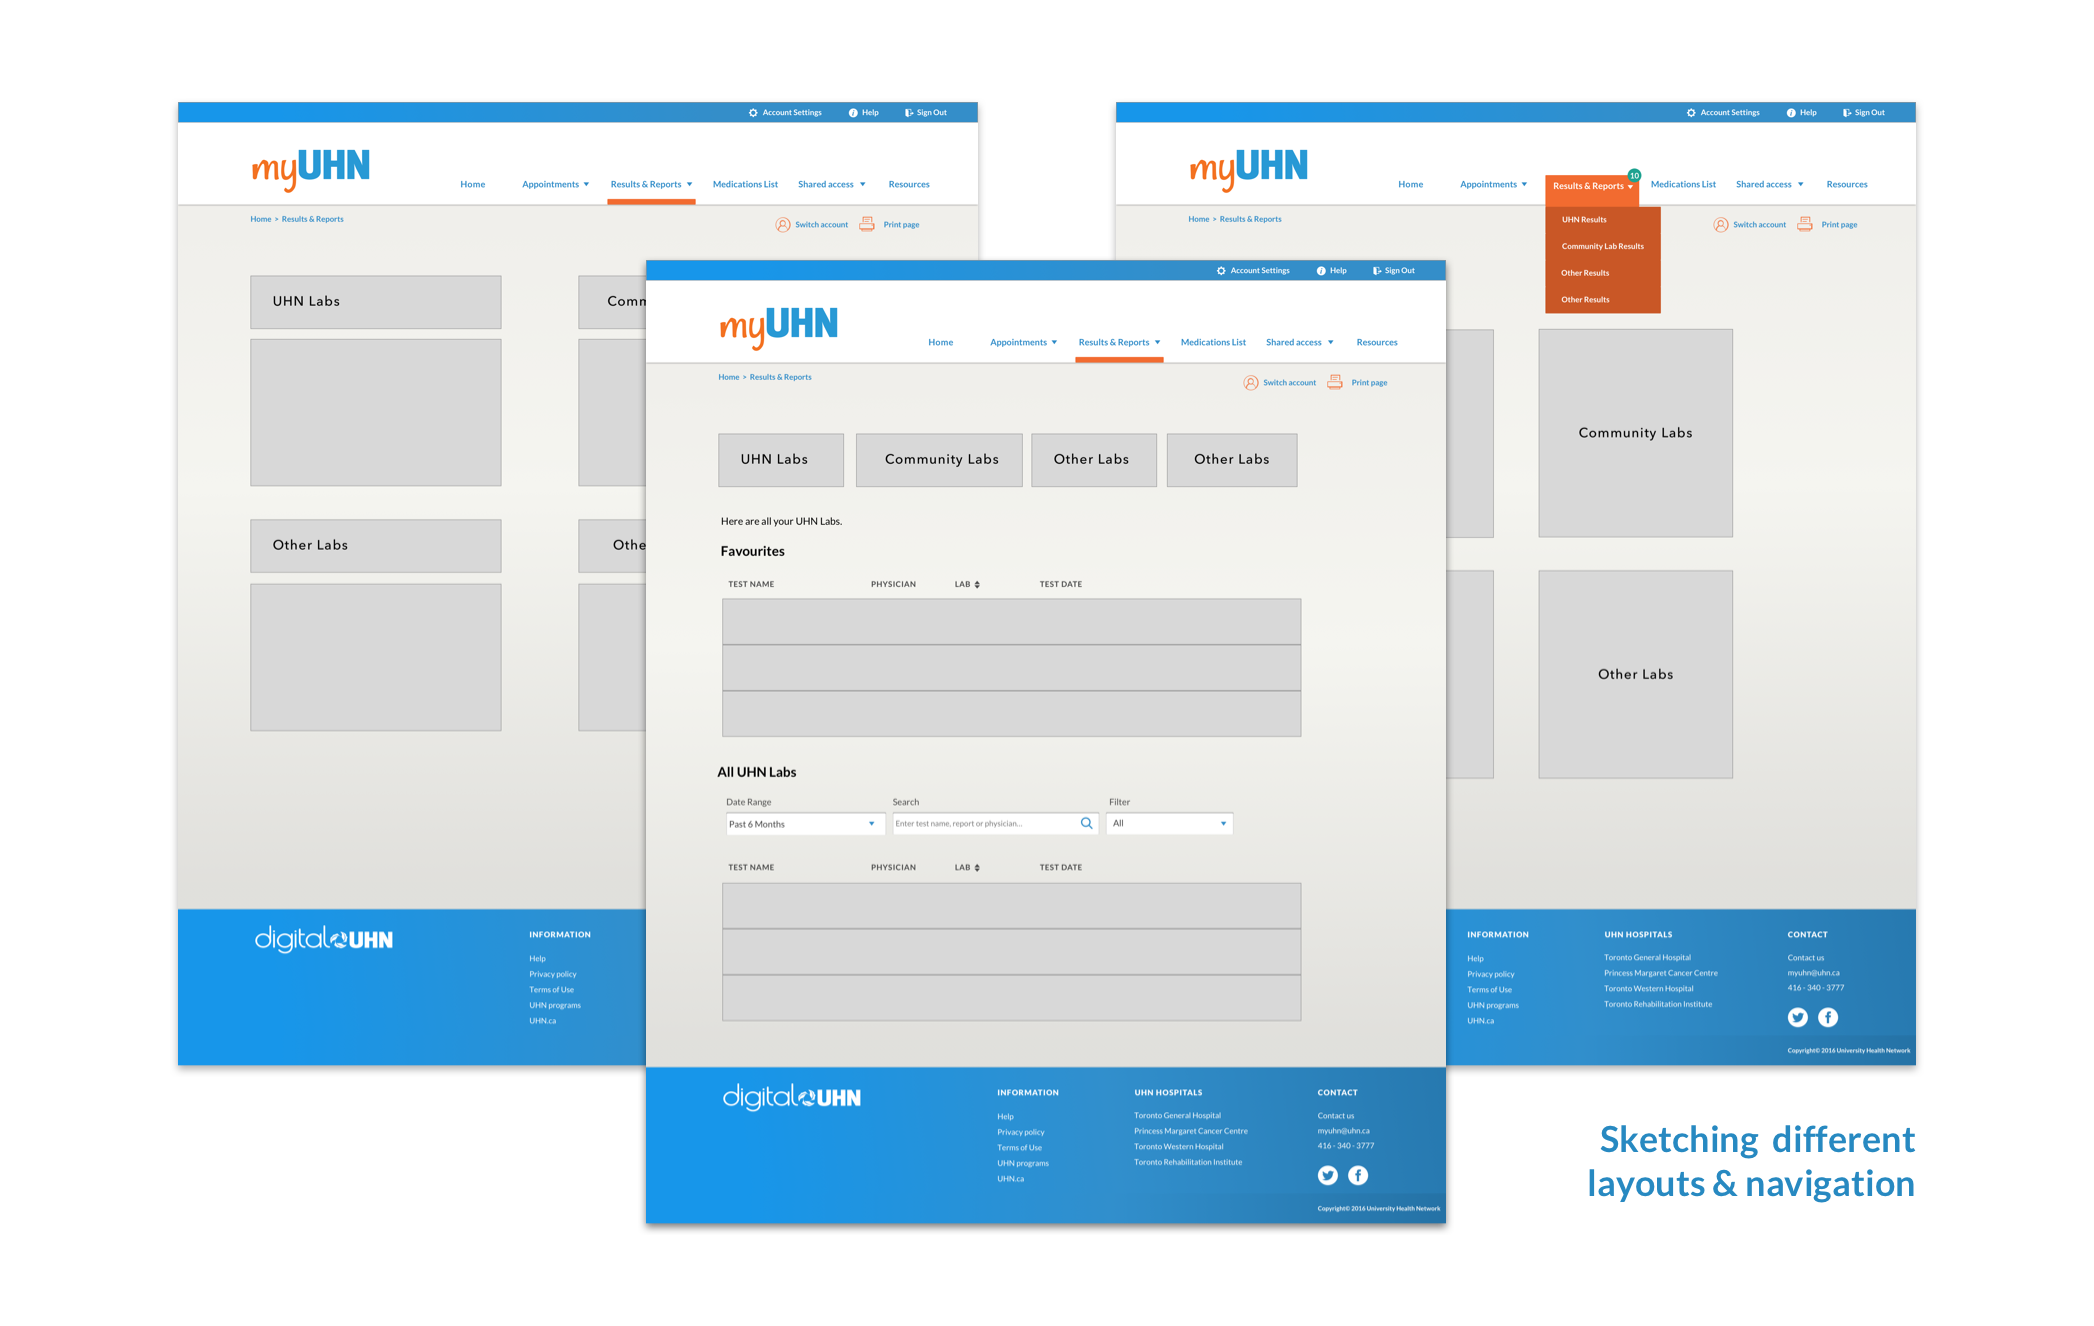 Account Settings
Help
Sign Out
myUHN
Home
Appointments
Results & Reports
Medications List
Shared access
Resources
Home > Results & Reports
Switch account
Print page
UHN Labs
Comm
Other Labs
Othe
digital UHN
INFORMATION
Help
Privacy policy
Terms of Use
UHN programs
UHN.ca
Account Settings
Help
Sign Out
myUHN
Home
Appointments
Results & Reports
Medications List
Shared access
Resources
Home > Results & Reports
Switch account
Print page
UHN Labs
Community Labs
Other Labs
Other Labs
Here are all your UHN Labs.
Favourites
TEST NAME
PHYSICIAN
LAB
TEST DATE
All UHN Labs
Date Range
Search
Filter
Past 6 Months
Enter test name, report or physician...
All
TEST NAME
PHYSICIAN
LAB
TEST DATE
digital UHN
INFORMATION
Help
Privacy policy
Terms of Use
UHN programs
UHN.ca
UHN HOSPITALS
Toronto General Hospital
Princess Margaret Cancer Centre
Toronto Western Hospital
Toronto Rehabilitation Institute
CONTACT
Contact us
myuhn@uhn.ca
416 - 340 - 3777
Copyright© 2016 University Health Network
Account Settings
Help
Sign Out
myUHN
Home
Appointments
Results & Reports
10
Medications List
Shared access
Resources
Home > Results & Reports
UHN Results
Community Lab Results
Other Results
Other Results
Switch account
Print page
Community Labs
Other Labs
INFORMATION
Help
Privacy policy
Terms of Use
UHN programs
UHN.ca
UHN HOSPITALS
Toronto General Hospital
Princess Margaret Cancer Centre
Toronto Western Hospital
Toronto Rehabilitation Institute
CONTACT
Contact us
myuhn@uhn.ca
416 - 340 - 3777
Copyright© 2016 University Health Network
Sketching different
layouts & navigation